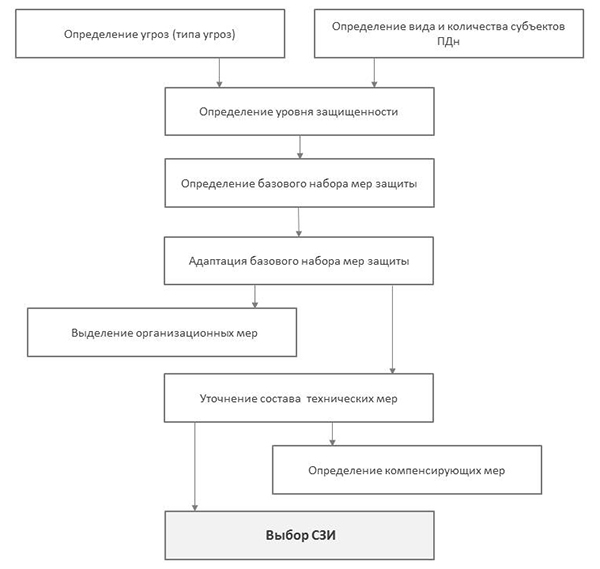 Определение угроз (типа угроз)
Определение вида и количества субъектов
ПДн
Определение уровня защищенности
Определение базового набора мер защиты
Адаптация базового набора мер защиты
Выделение организационных мер
Уточнение состава технических мер
Определение компенсирующих мер
Выбор СЗИ